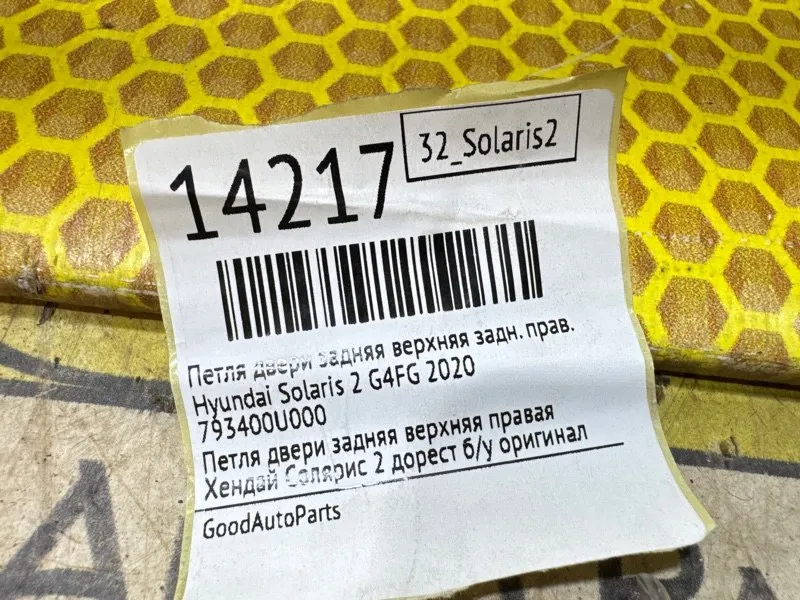 14217
32_Solaris2
Петля двери задняя верхняя задн. прав.
Hyundai Solaris 2 G4FG 2020
793400U000
Петля двери задняя верхняя правая
Хендай Солярис 2 дорест б/у оригинал
GoodAutoParts